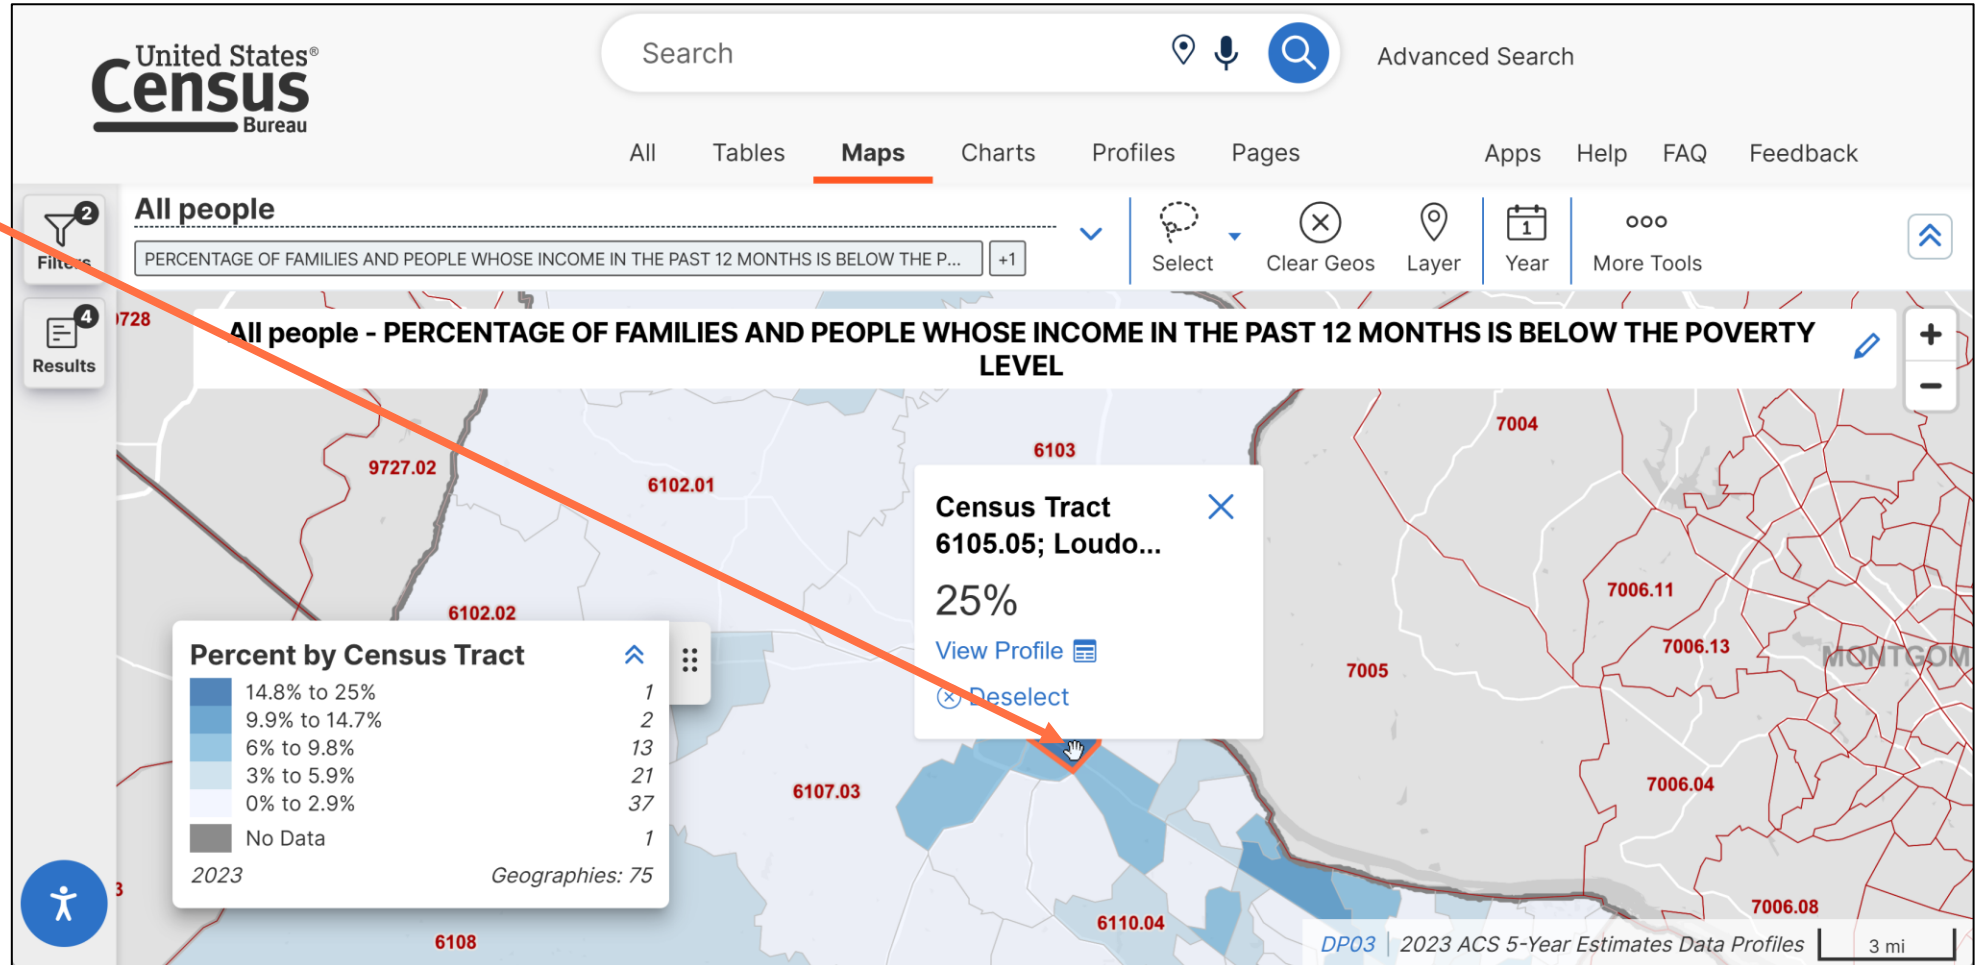 United States®
Census
Bureau
Search
Advanced Search
All Tables Maps Charts Profiles Pages Apps Help FAQ Feedback
2
Filters
All people
PERCENTAGE OF FAMILIES AND PEOPLE WHOSE INCOME IN THE PAST 12 MONTHS IS BELOW THE P... +1
Select Clear Geos Layer 1 Year More Tools
4
Results
9728
All people - PERCENTAGE OF FAMILIES AND PEOPLE WHOSE INCOME IN THE PAST 12 MONTHS IS BELOW THE POVERTY
LEVEL
7004
6103
9727.02
6102.01
Census Tract
6105.05; Loudo...
25%
View Profile
Deselect
7006.11
6102.02
7006.13
MONTGOM
7005
Percent by Census Tract
14.8% to 25% 1
9.9% to 14.7% 2
6% to 9.8% 13
3% to 5.9% 21
0% to 2.9% 37
No Data 1
2023 Geographies: 75
6107.03
7006.04
3
6108
6110.04
7006.08
DP03 | 2023 ACS 5-Year Estimates Data Profiles
3 mi